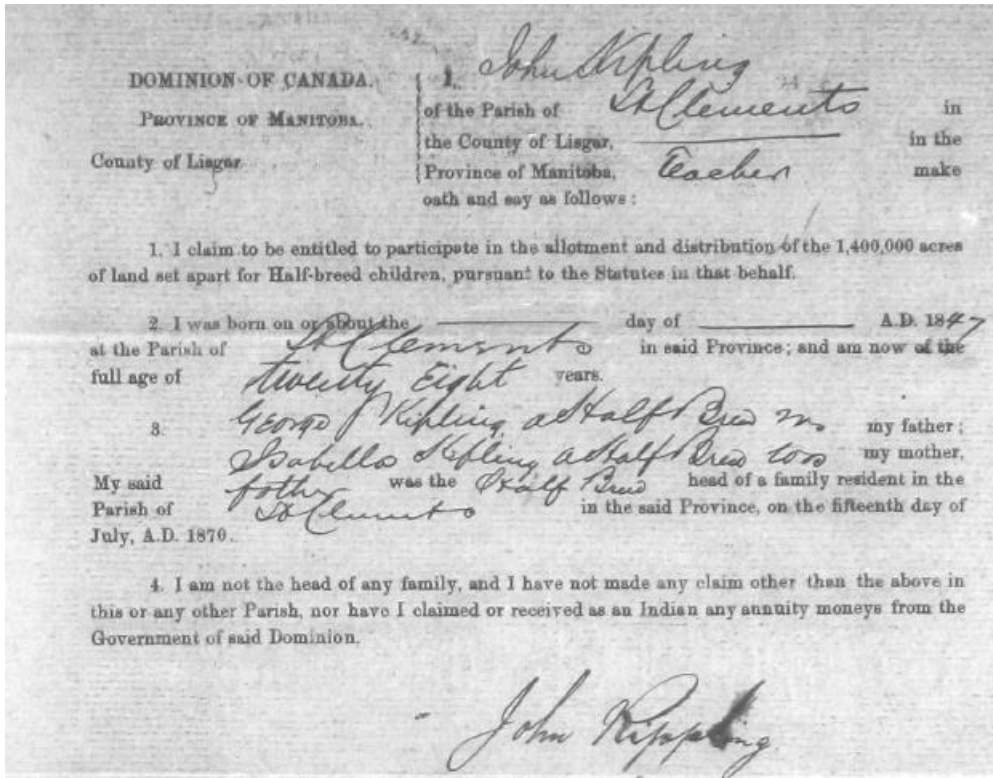 DOMINION OF CANADA.
PROVINCE OF MANITOBA.
County of Lisgar
I, John Kipling
of the Parish of St Clements in
the County of Lisgar, in the
Province of Manitoba, Teacher make
oath and say as follows:
1. I claim to be entitled to participate in the allotment and distribution of the 1,400,000 acres
of land set apart for Half-breed children, pursuant to the Statutes in that behalf.
2. I was born on or about the day of A.D. 1847
at the Parish of St Clements in said Province; and am now of the
full age of twenty Eight years.
3. George Kipling a Half Breed my father;
Isabella Kipling a Half Breed was my mother,
My said father was the Half Breed head of a family resident in the
Parish of St Clements in the said Province, on the fifteenth day of
July, A.D. 1870.
4. I am not the head of any family, and I have not made any claim other than the above in
this or any other Parish, nor have I claimed or received as an Indian any annuity moneys from the
Government of said Dominion.
John Kippling